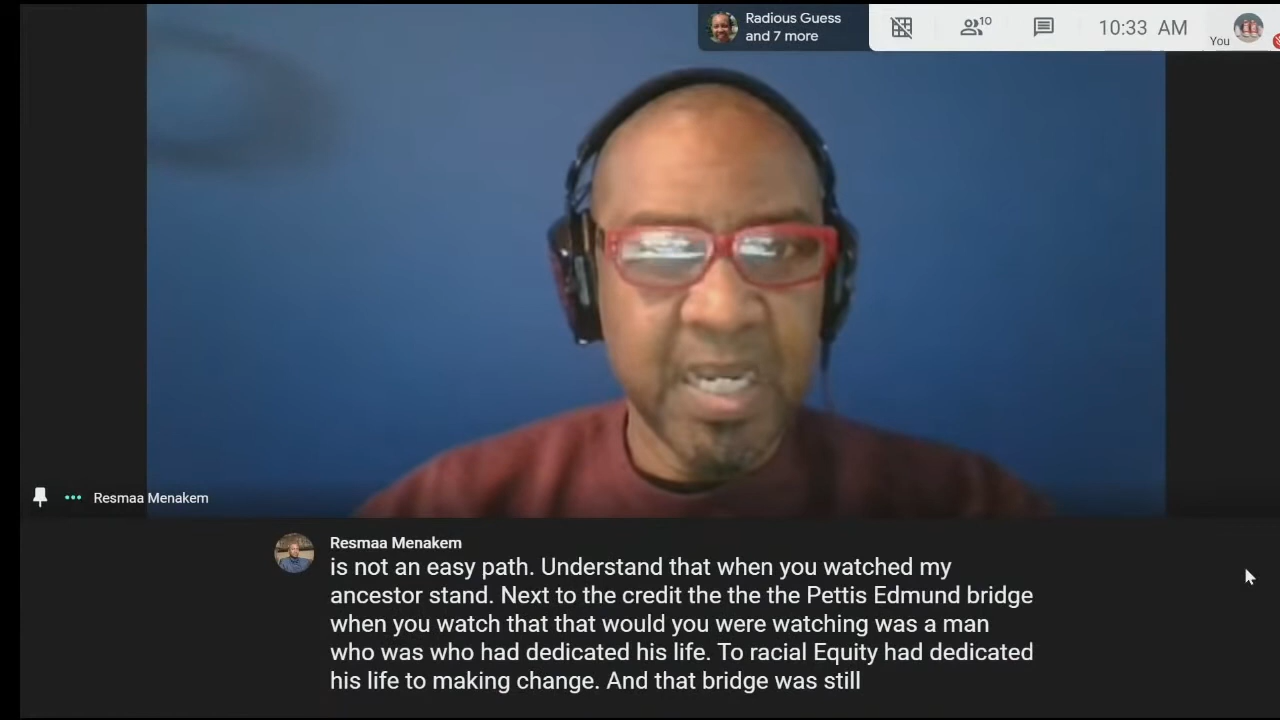 Radious Guess
and 7 more
10
10:33 AM
You
Resmaa Menakem
Resmaa Menakem
is not an easy path. Understand that when you watched my
ancestor stand. Next to the credit the the the Pettis Edmund bridge
when you watch that that would you were watching was a man
who was who had dedicated his life. To racial Equity had dedicated
his life to making change. And that bridge was still